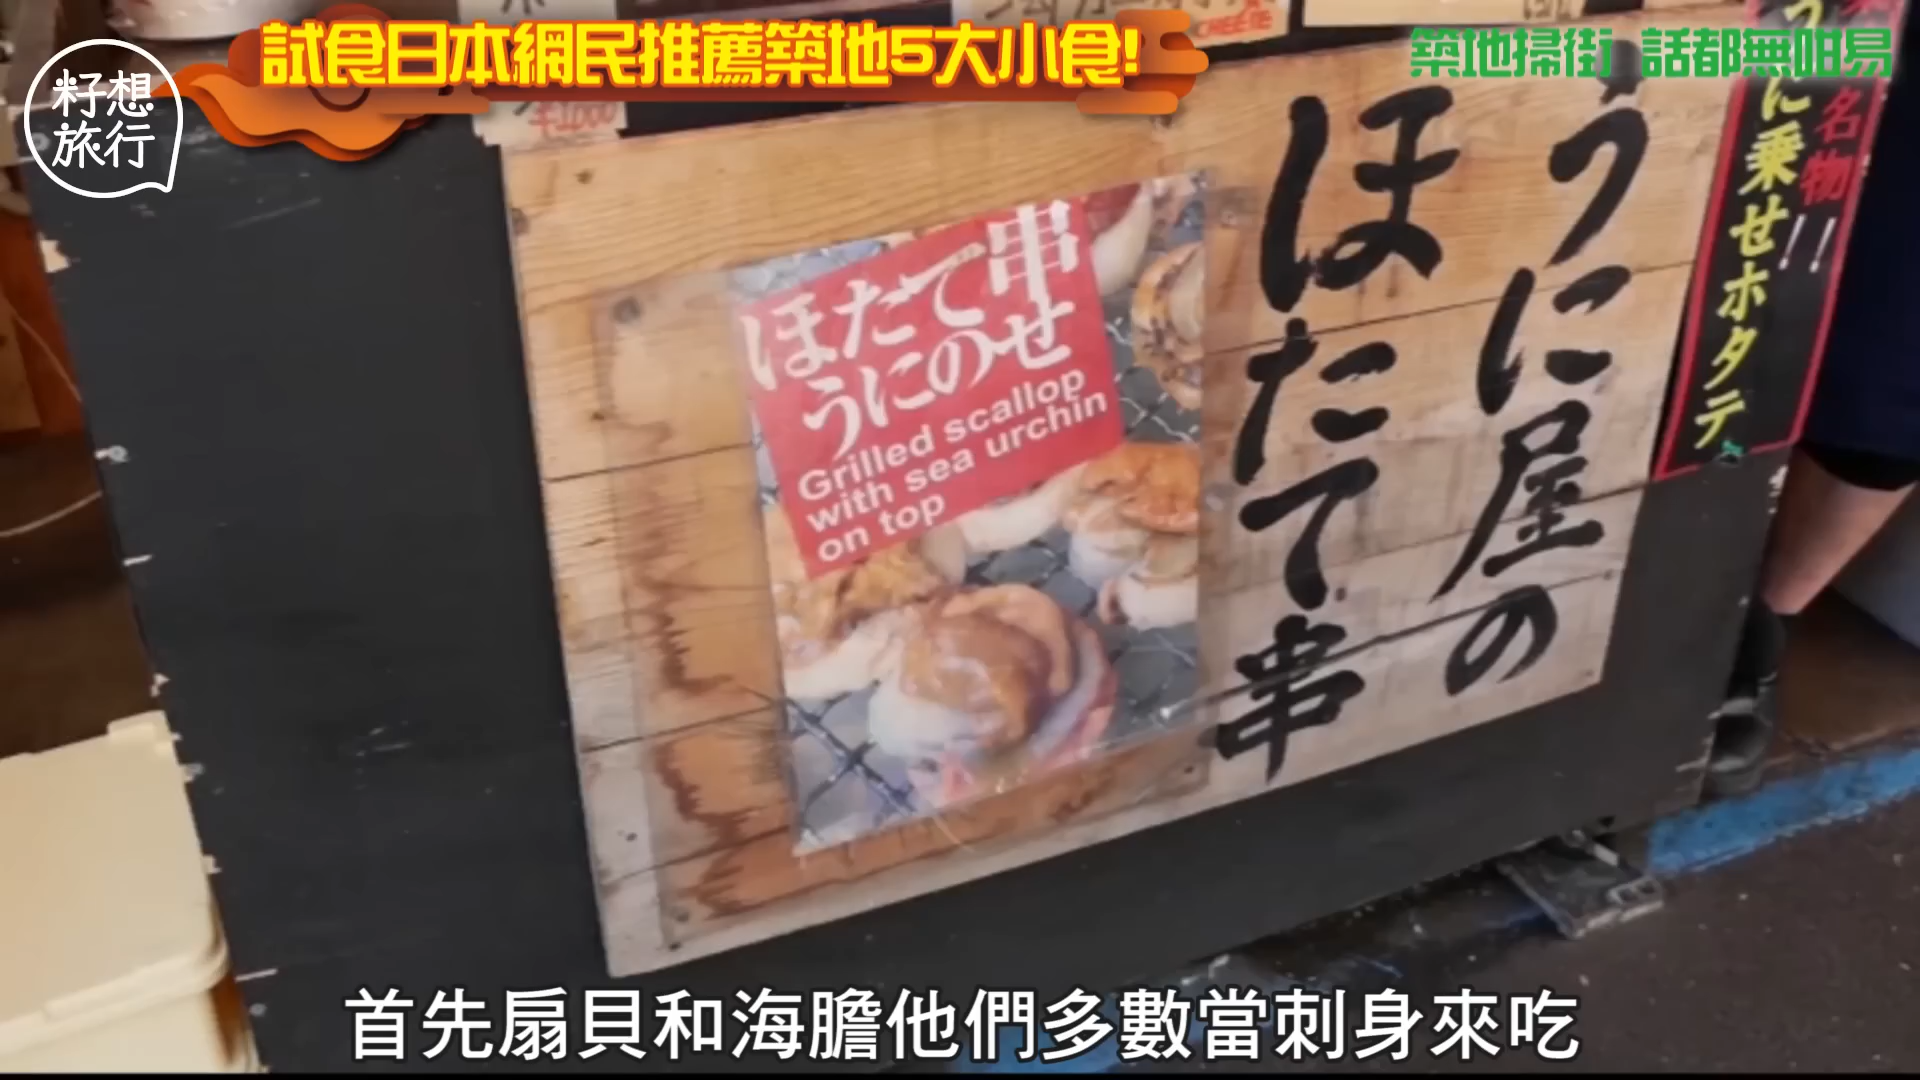 試食日本網民推薦築地5大小食!
築地掃街 話都無咁易
籽想
旅行
¥1000
CHEESE
ほたて串
うにのせ
Grilled scallop
with sea urchin
on top
うに屋の
ほたて串
名物!!
うに乗せホタテ
首先扇貝和海膽他們多數當刺身來吃